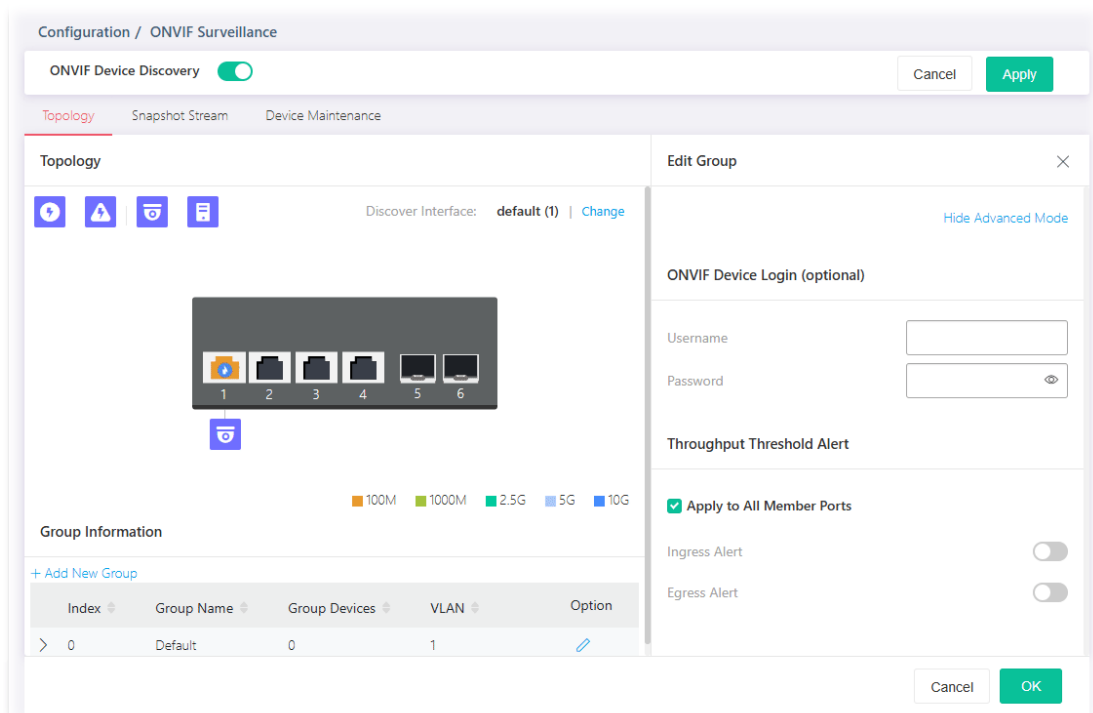 Configuration / ONVIF Surveillance
ONVIF Device Discovery
Cancel
Apply
Topology
Snapshot Stream
Device Maintenance
Topology
Discover Interface: default (1) | Change
1 2 3 4 5 6
100M 1000M 2.5G 5G 10G
Group Information
+ Add New Group
Index Group Name Group Devices VLAN Option
0 Default 0 1
Edit Group
Hide Advanced Mode
ONVIF Device Login (optional)
Username
Password
Throughput Threshold Alert
Apply to All Member Ports
Ingress Alert
Egress Alert
Cancel
OK